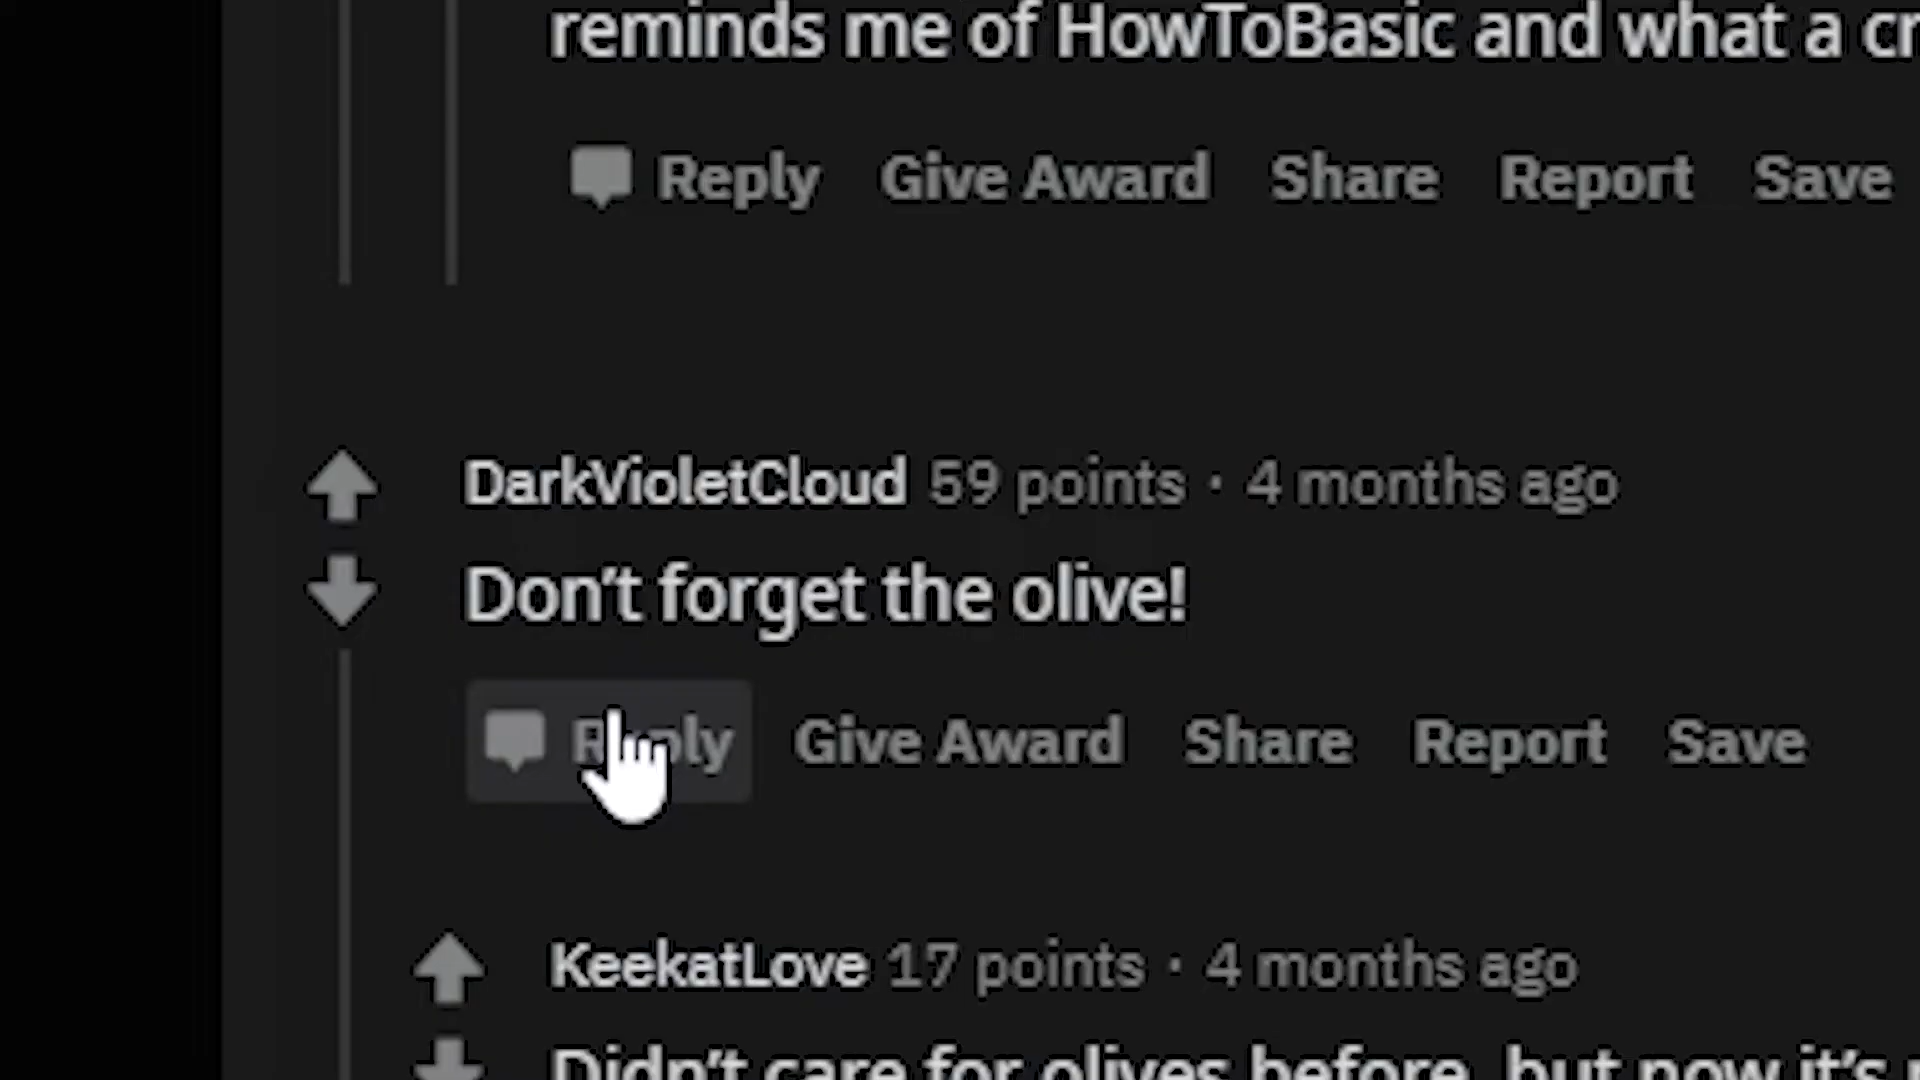 reminds me of HowToBasic and what a
Reply Give Award Share Report Save
DarkVioletCloud 59 points · 4 months ago
Don't forget the olive!
Reply Give Award Share Report Save
KeekatLove 17 points · 4 months ago
Didn't care for olives before, but now it's